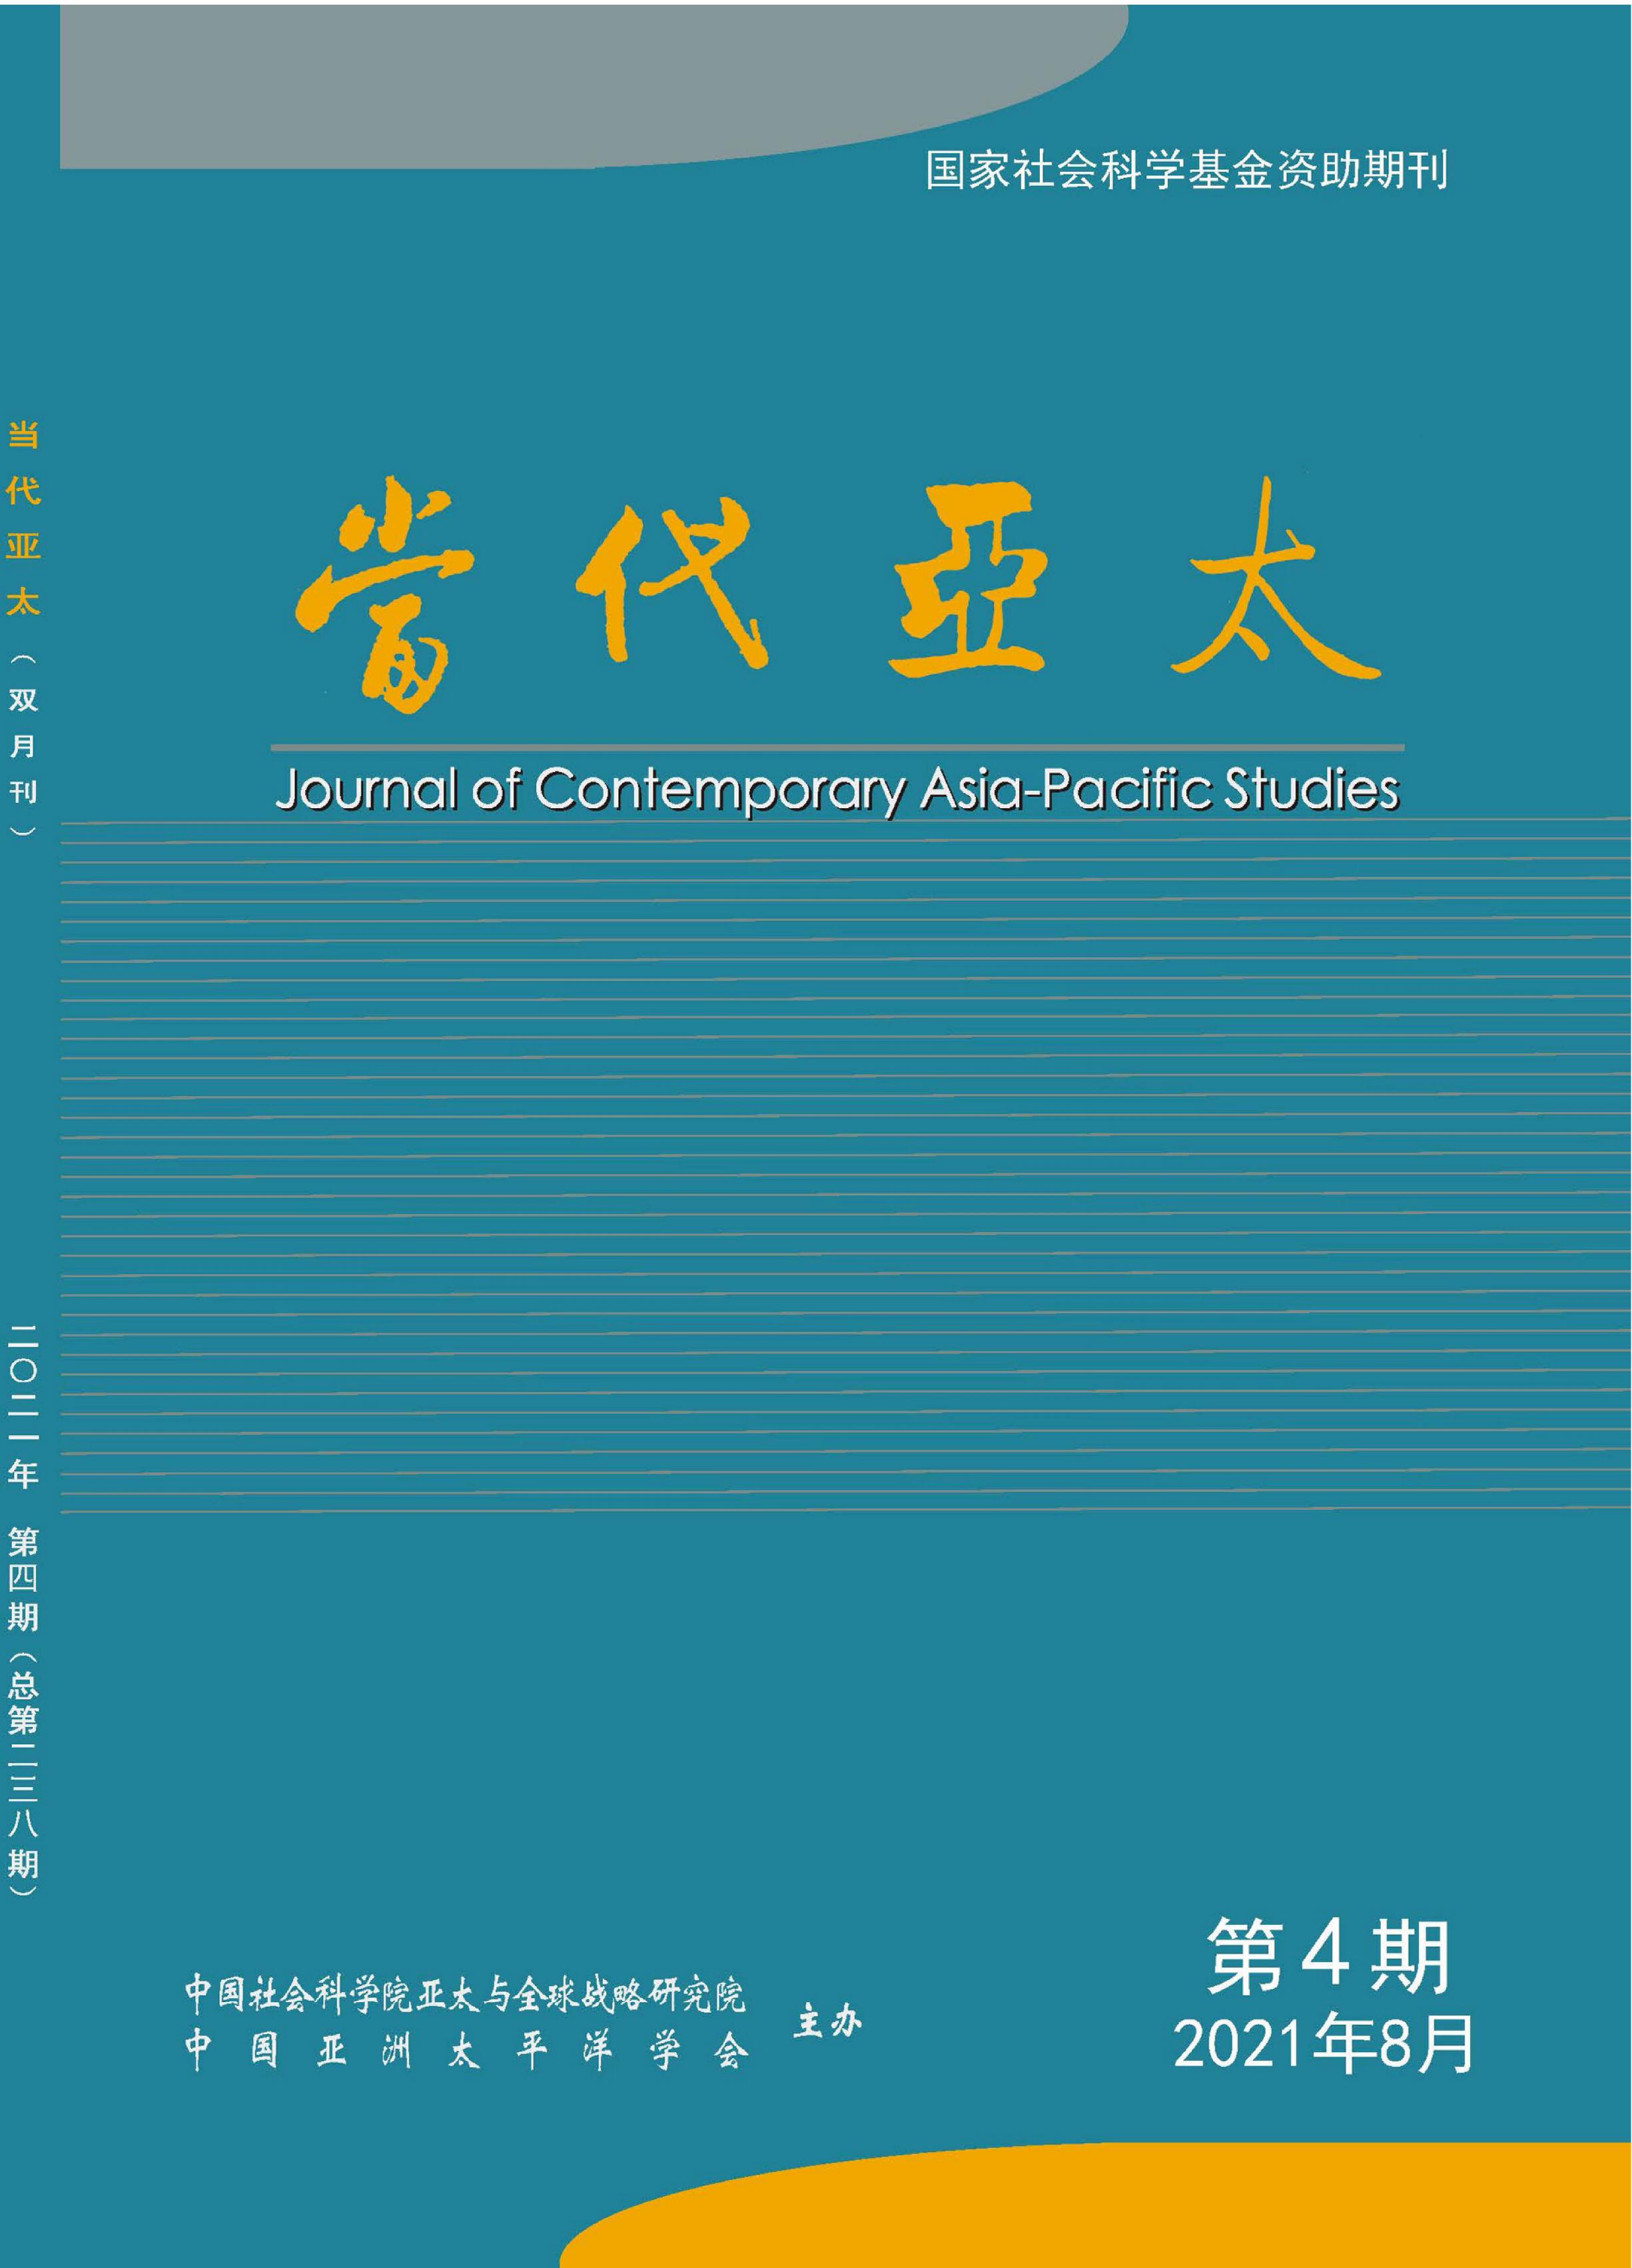 国家社会科学基金资助期刊
當代亞太
Journal of Contemporary Asia-Pacific Studies
第4期
2021年8月
中国社会科学院亚太与全球战略研究院
中国亚洲太平洋学会
主办
当代亚太（双月刊）
二〇二一年 第四期（总第二三八期）